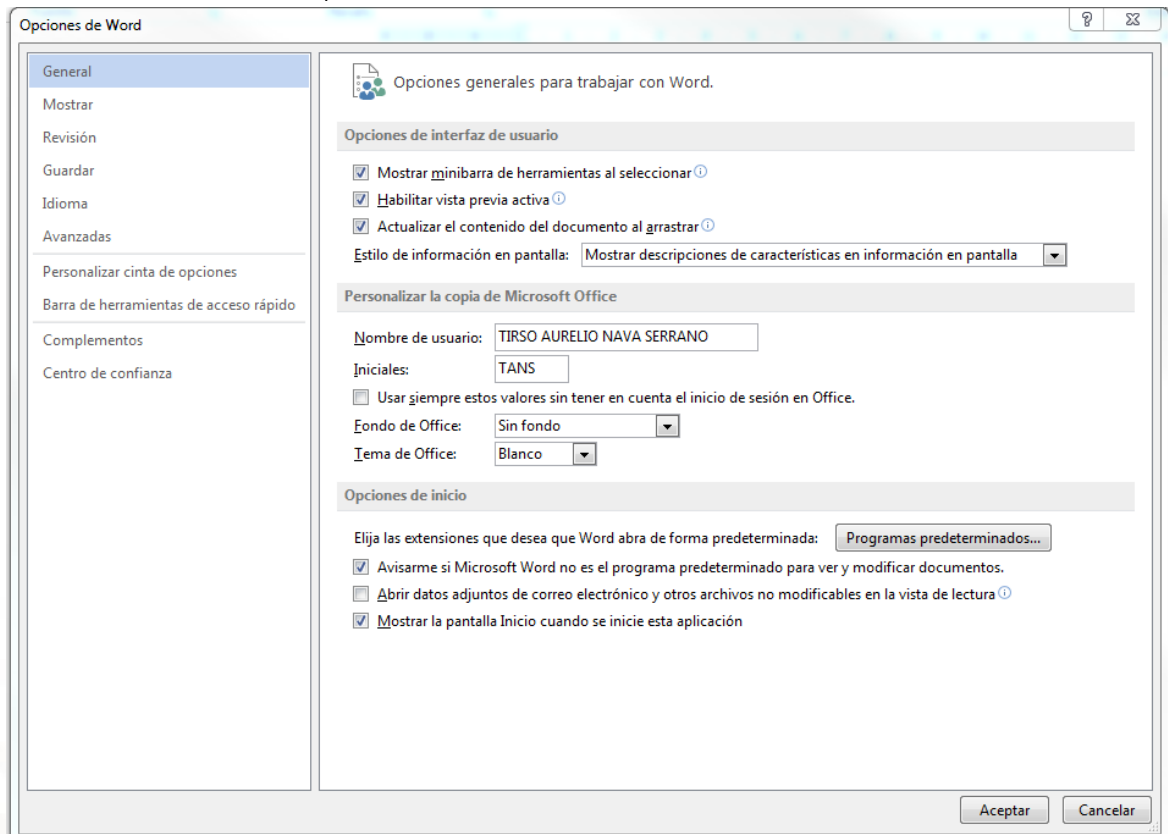 Opciones de Word
General
Mostrar
Revisión
Guardar
Idioma
Avanzadas
Personalizar cinta de opciones
Barra de herramientas de acceso rápido
Complementos
Centro de confianza
Opciones generales para trabajar con Word.
Opciones de interfaz de usuario
Mostrar minibarra de herramientas al seleccionar
Habilitar vista previa activa
Actualizar el contenido del documento al arrastrar
Estilo de información en pantalla: Mostrar descripciones de características en información en pantalla
Personalizar la copia de Microsoft Office
Nombre de usuario: TIRSO AURELIO NAVA SERRANO
Iniciales: TANS
Usar siempre estos valores sin tener en cuenta el inicio de sesión en Office.
Fondo de Office: Sin fondo
Tema de Office: Blanco
Opciones de inicio
Elija las extensiones que desea que Word abra de forma predeterminada: Programas predeterminados...
Avisarme si Microsoft Word no es el programa predeterminado para ver y modificar documentos.
Abrir datos adjuntos de correo electrónico y otros archivos no modificables en la vista de lectura
Mostrar la pantalla Inicio cuando se inicie esta aplicación
Aceptar Cancelar